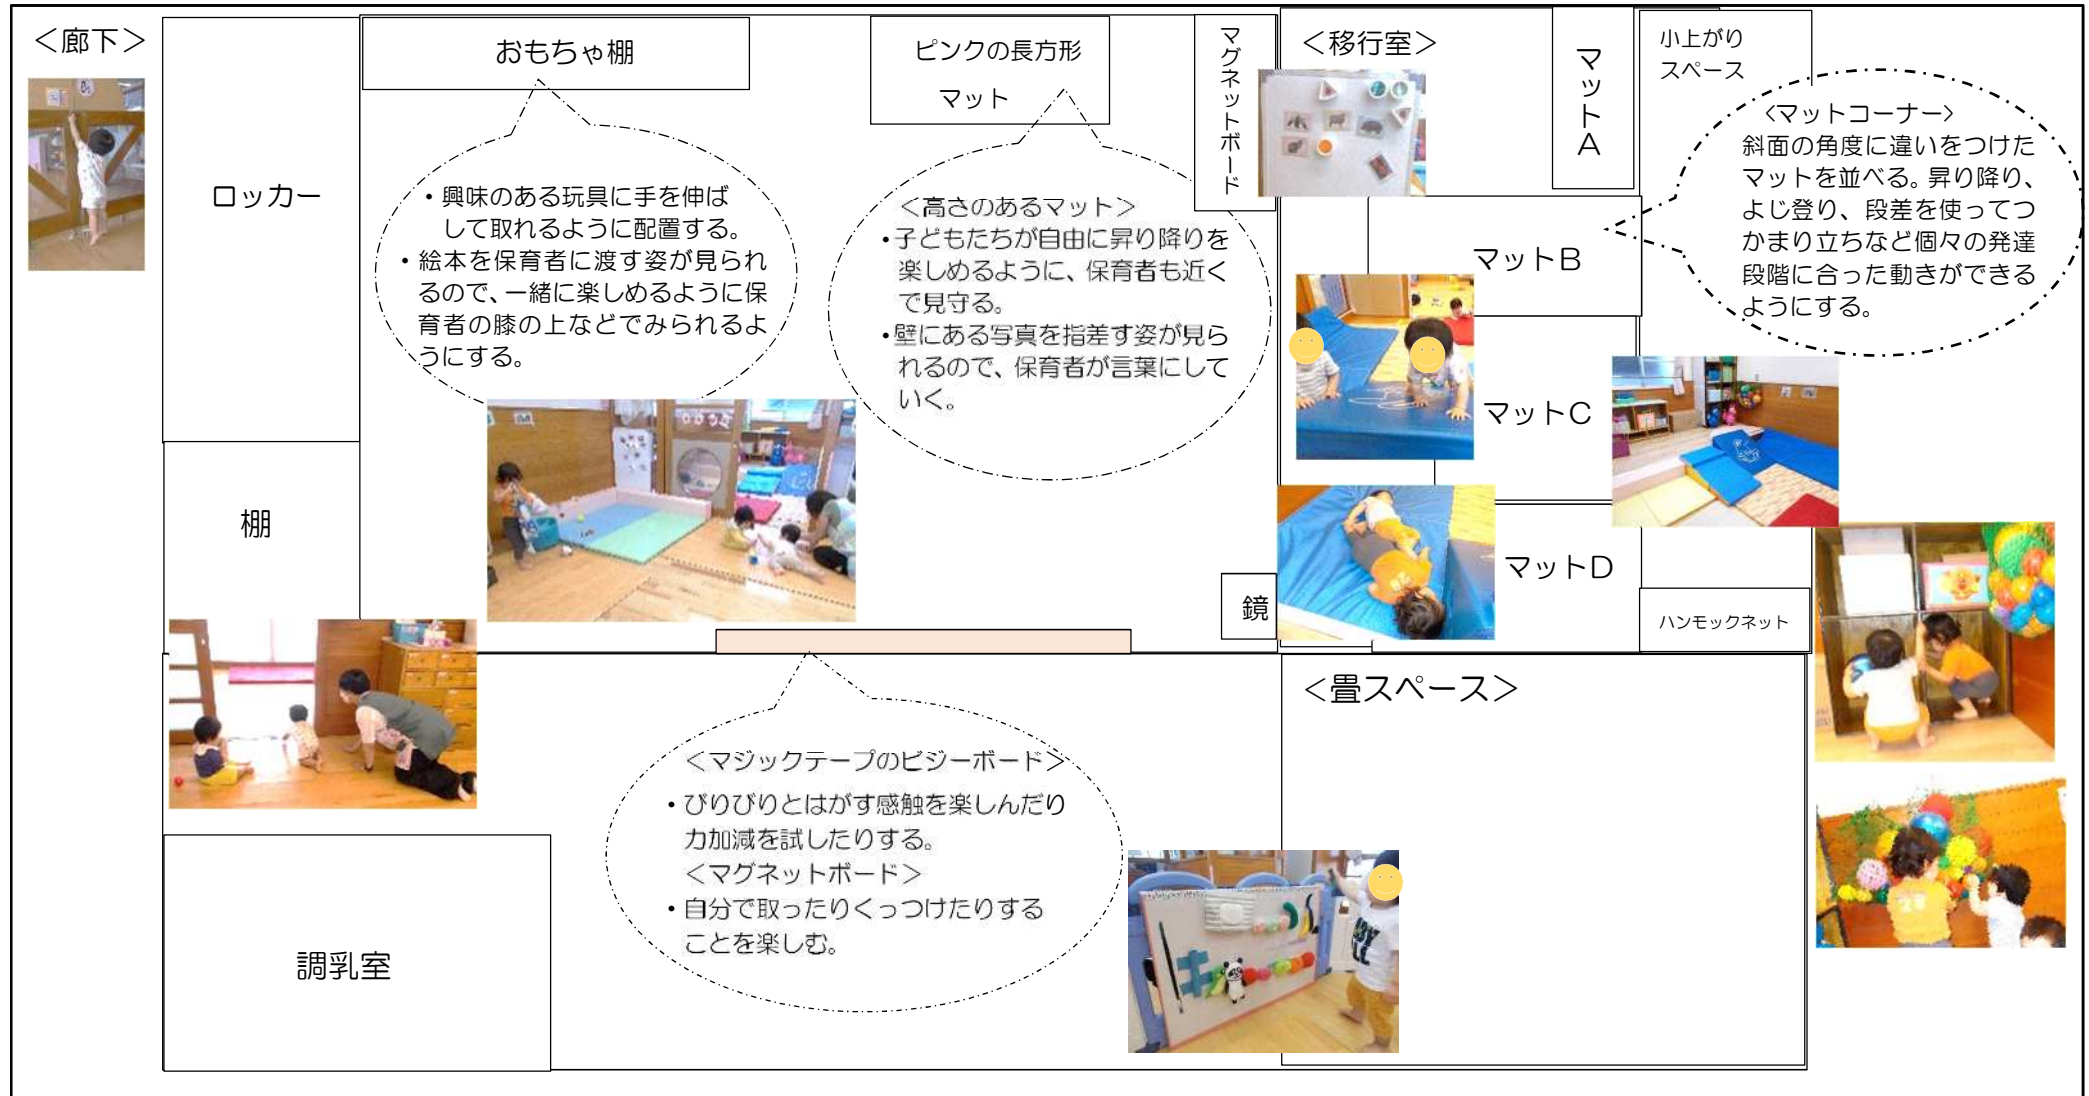 ＜廊下＞
ロッカー
棚
調乳室
おもちゃ棚
・興味のある玩具に手を伸ば
して取れるように配置する。
・絵本を保育者に渡す姿が見られ
るので、一緒に楽しめるように保
育者の膝の上などでみられるよ
うにする。
ピンクの長方形
マット
＜高さのあるマット＞
・子どもたちが自由に昇り降りを
楽しめるように、保育者も近く
で見守る。
・壁にある写真を指差す姿が見ら
れるので、保育者が言葉にして
いく。
マグネットボード
鏡
＜マジックテープのビジーボード＞
・びりびりとはがす感触を楽しんだり
力加減を試したりする。
＜マグネットボード＞
・自分で取ったりくっつけたりする
ことを楽しむ。
＜移行室＞
マットA
マットB
マットC
マットD
小上がり
スペース
〈マットコーナー〉
斜面の角度に違いをつけた
マットを並べる。昇り降り、
よじ登り、段差を使ってつ
かまり立ちなど個々の発達
段階に合った動きができる
ようにする。
ハンモックネット
＜畳スペース＞